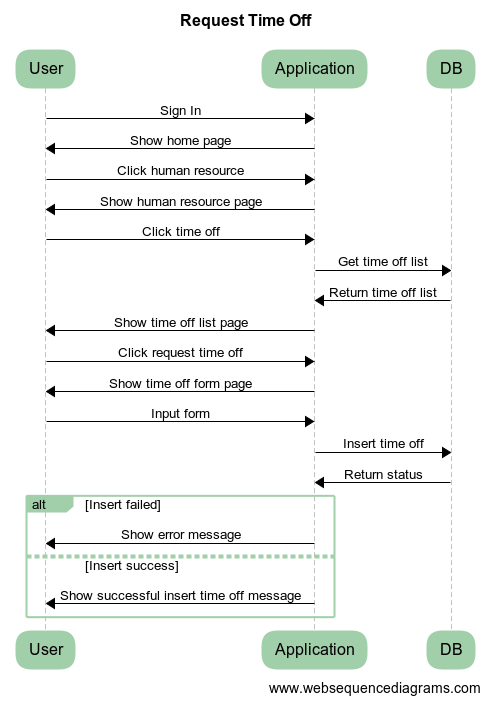 Request Time Off
User Application DB
Sign In
Show home page
Click human resource
Show human resource page
Click time off
Get time off list
Return time off list
Show time off list page
Click request time off
Show time off form page
Input form
Insert time off
Return status
alt [Insert failed]
Show error message
[Insert success]
Show successful insert time off message
User Application DB
www.websequencediagrams.com